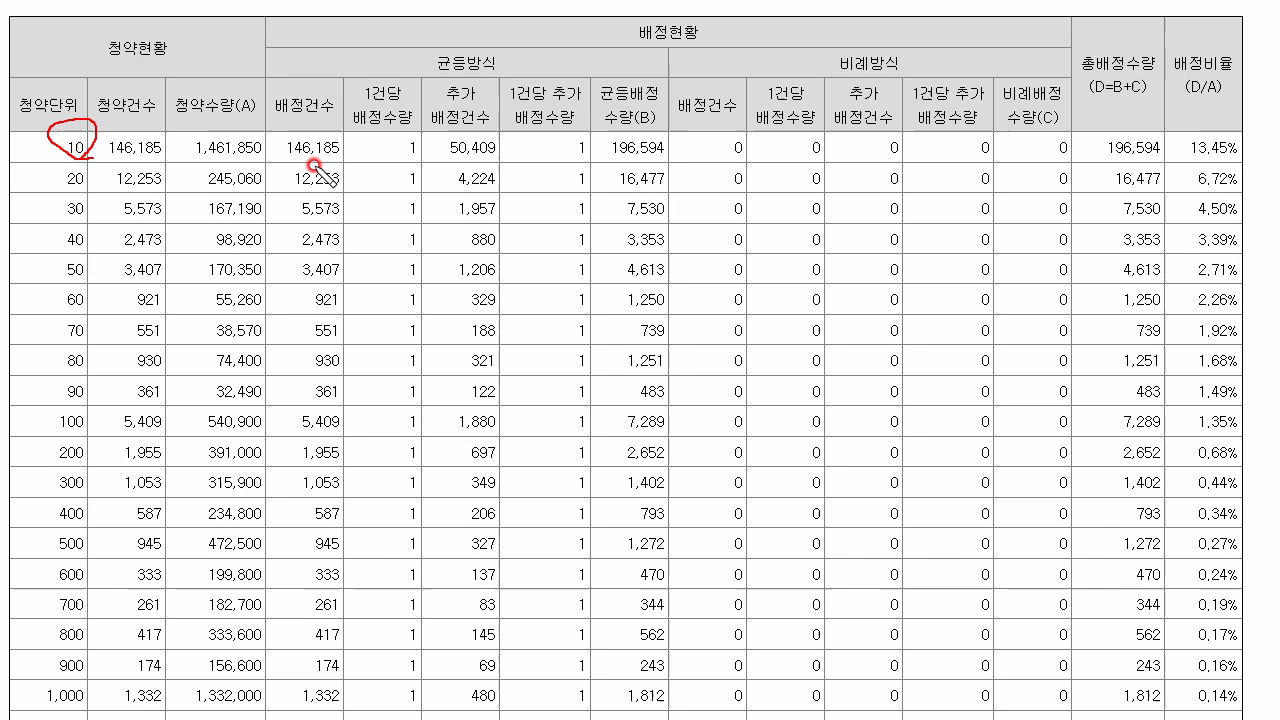 청약현황 배정현황 총배정수량 (D=B+C) 배정비율 (D/A)
균등방식 비례방식
청약단위 청약건수 청약수량(A) 배정건수 1건당 배정수량 추가 배정건수 1건당 추가 배정수량 균등배정 수량(B) 배정건수 1건당 배정수량 추가 배정건수 1건당 추가 배정수량 비례배정 수량(C)
10 146,185 1,461,850 146,185 1 50,409 1 196,594 0 0 0 0 0 196,594 13.45%
20 12,253 245,060 12,253 1 4,224 1 16,477 0 0 0 0 0 16,477 6.72%
30 5,573 167,190 5,573 1 1,957 1 7,530 0 0 0 0 0 7,530 4.50%
40 2,473 98,920 2,473 1 880 1 3,353 0 0 0 0 0 3,353 3.39%
50 3,407 170,350 3,407 1 1,206 1 4,613 0 0 0 0 0 4,613 2.71%
60 921 55,260 921 1 329 1 1,250 0 0 0 0 0 1,250 2.26%
70 551 38,570 551 1 188 1 739 0 0 0 0 0 739 1.92%
80 930 74,400 930 1 321 1 1,251 0 0 0 0 0 1,251 1.68%
90 361 32,490 361 1 122 1 483 0 0 0 0 0 483 1.49%
100 5,409 540,900 5,409 1 1,880 1 7,289 0 0 0 0 0 7,289 1.35%
200 1,955 391,000 1,955 1 697 1 2,652 0 0 0 0 0 2,652 0.68%
300 1,053 315,900 1,053 1 349 1 1,402 0 0 0 0 0 1,402 0.44%
400 587 234,800 587 1 206 1 793 0 0 0 0 0 793 0.34%
500 945 472,500 945 1 327 1 1,272 0 0 0 0 0 1,272 0.27%
600 333 199,800 333 1 137 1 470 0 0 0 0 0 470 0.24%
700 261 182,700 261 1 83 1 344 0 0 0 0 0 344 0.19%
800 417 333,600 417 1 145 1 562 0 0 0 0 0 562 0.17%
900 174 156,600 174 1 69 1 243 0 0 0 0 0 243 0.16%
1,000 1,332 1,332,000 1,332 1 480 1 1,812 0 0 0 0 0 1,812 0.14%